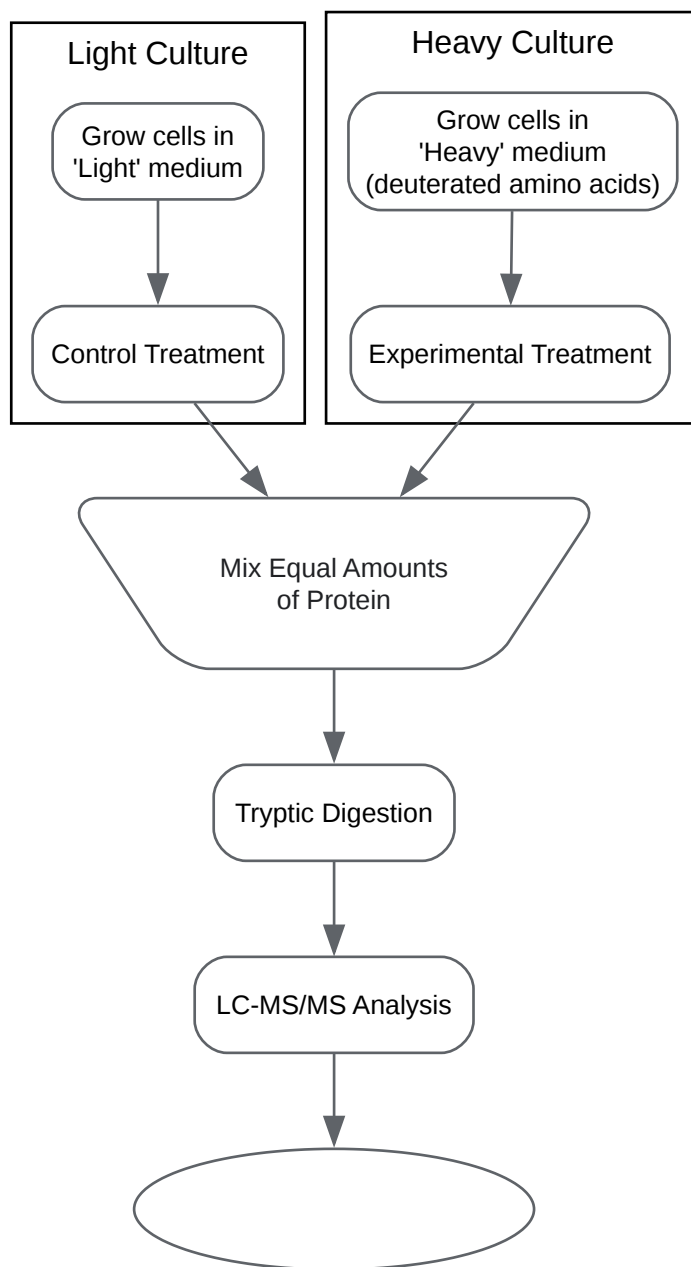 Light Culture
Grow cells in
'Light' medium
Control Treatment
Heavy Culture
Grow cells in
'Heavy' medium
(deuterated amino acids)
Experimental Treatment
Mix Equal Amounts
of Protein
Tryptic Digestion
LC-MS/MS Analysis